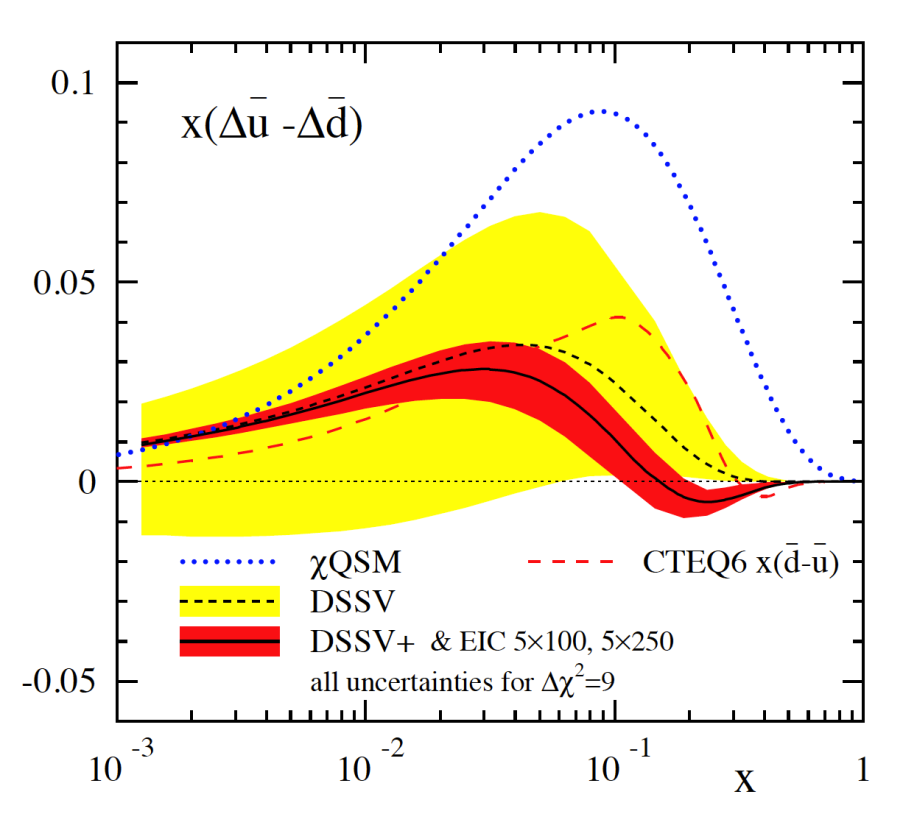 0.1
x(Δū -Δd̄)
0.05
0
χQSM
CTEQ6 x(d̄-ū)
DSSV
DSSV+ & EIC 5×100, 5×250
-0.05
all uncertainties for Δχ²=9
10⁻³ 10⁻² 10⁻¹ x 1